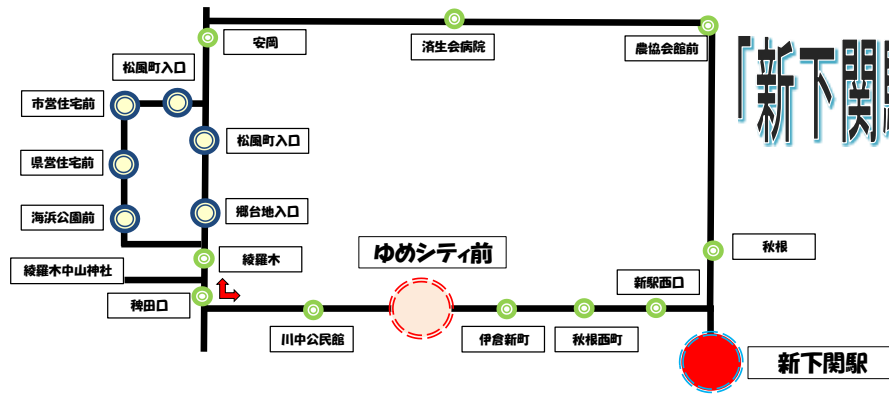 安岡
済生会病院
農協会館前
「新下関駅
松風町入口
市営住宅前
松風町入口
県営住宅前
郷台地入口
海浜公園前
綾羅木
ゆめシティ前
秋根
綾羅木中山神社
新駅西口
稗田口
川中公民館
伊倉新町
秋根西町
新下関駅